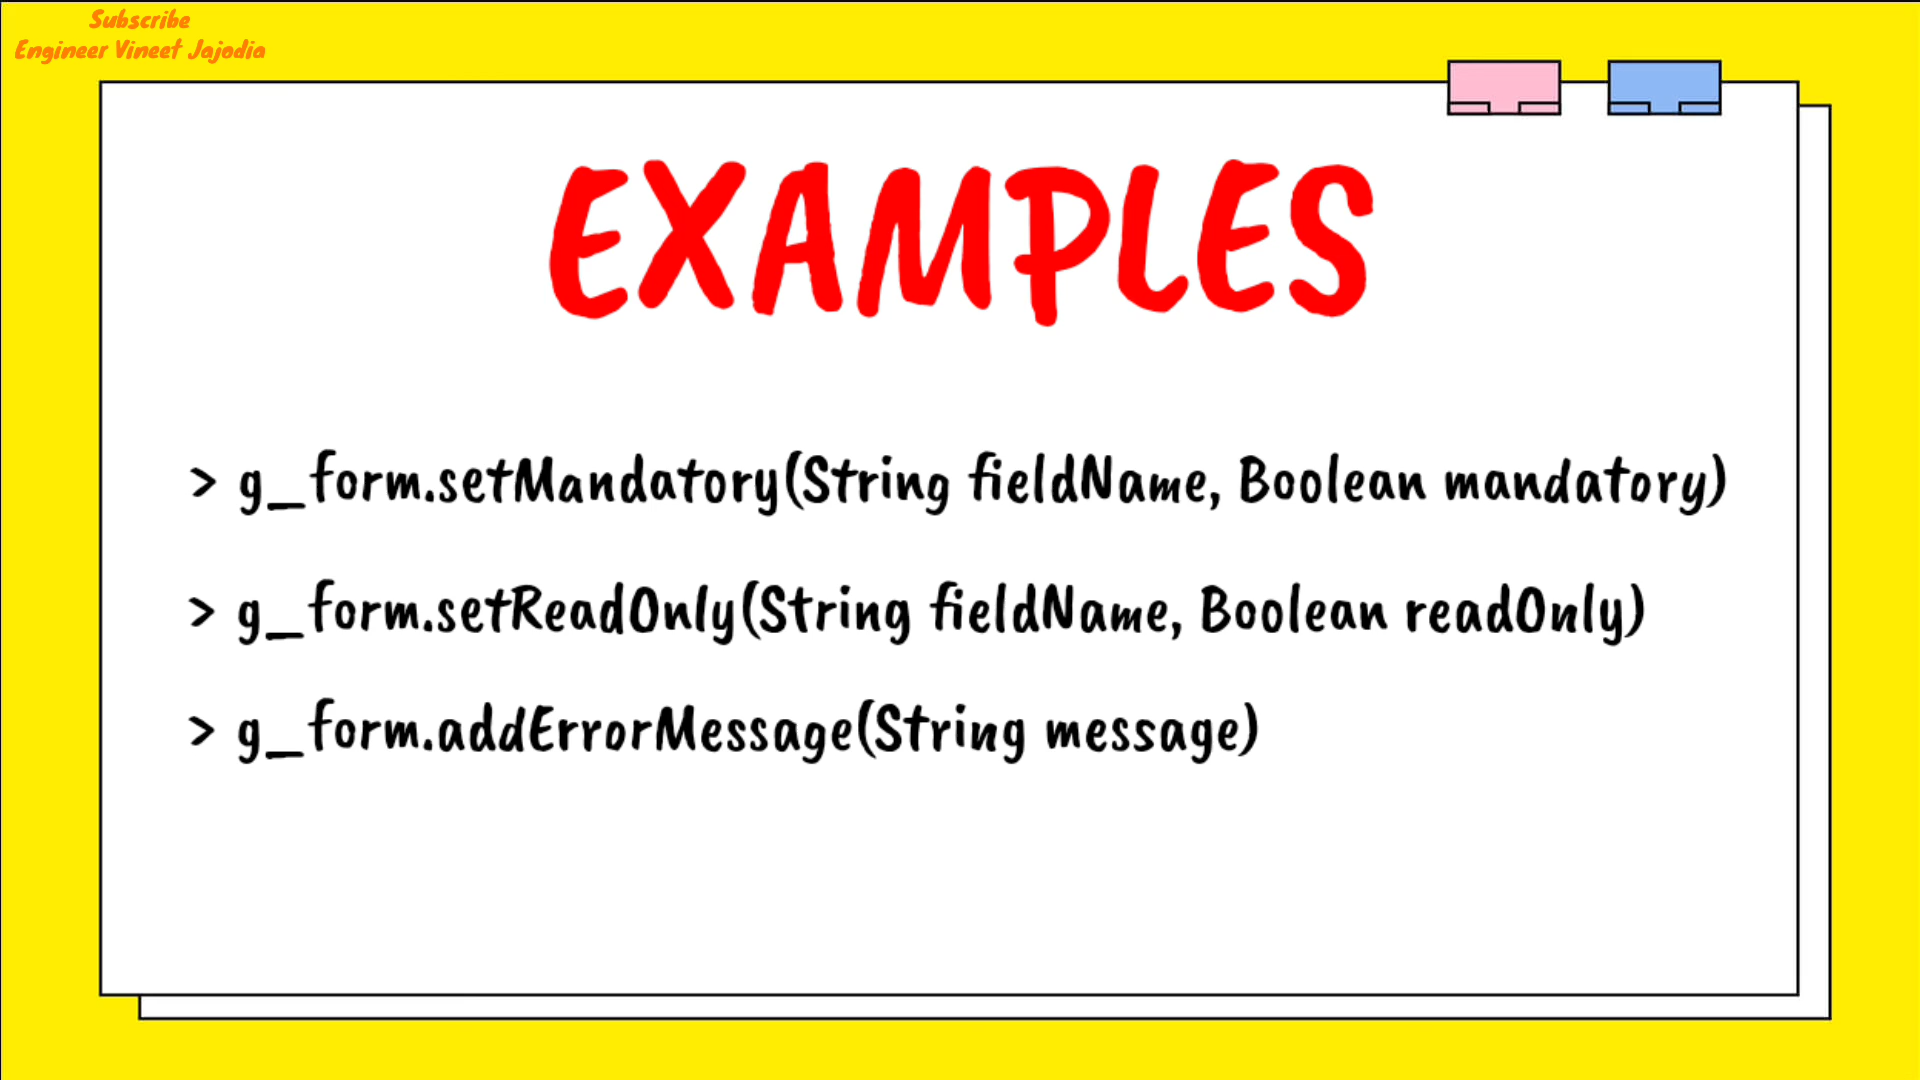 Subscribe
Engineer Vineet Jajodia
EXAMPLES
> g_form.setMandatory(String fieldName, Boolean mandatory)
> g_form.setReadOnly(String fieldName, Boolean readOnly)
> g_form.addErrorMessage(String message)